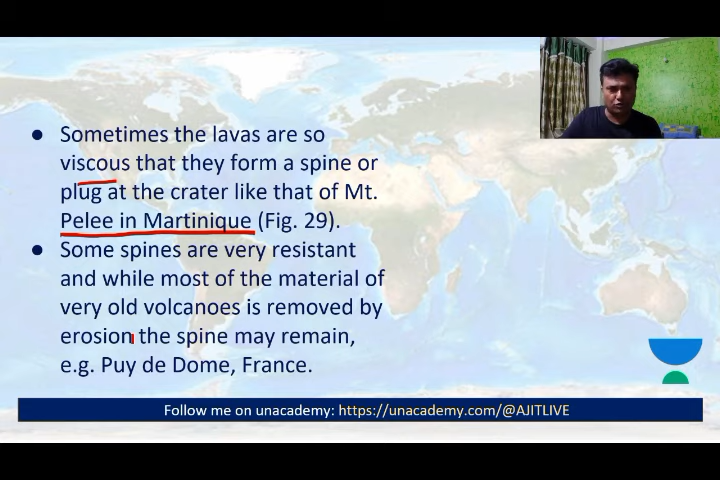 ● Sometimes the lavas are so
viscous that they form a spine or
plug at the crater like that of Mt.
Pelee in Martinique (Fig. 29).
● Some spines are very resistant
and while most of the material of
very old volcanoes is removed by
erosion the spine may remain,
e.g. Puy de Dome, France.
Follow me on unacademy: https://unacademy.com/@AJITLIVE